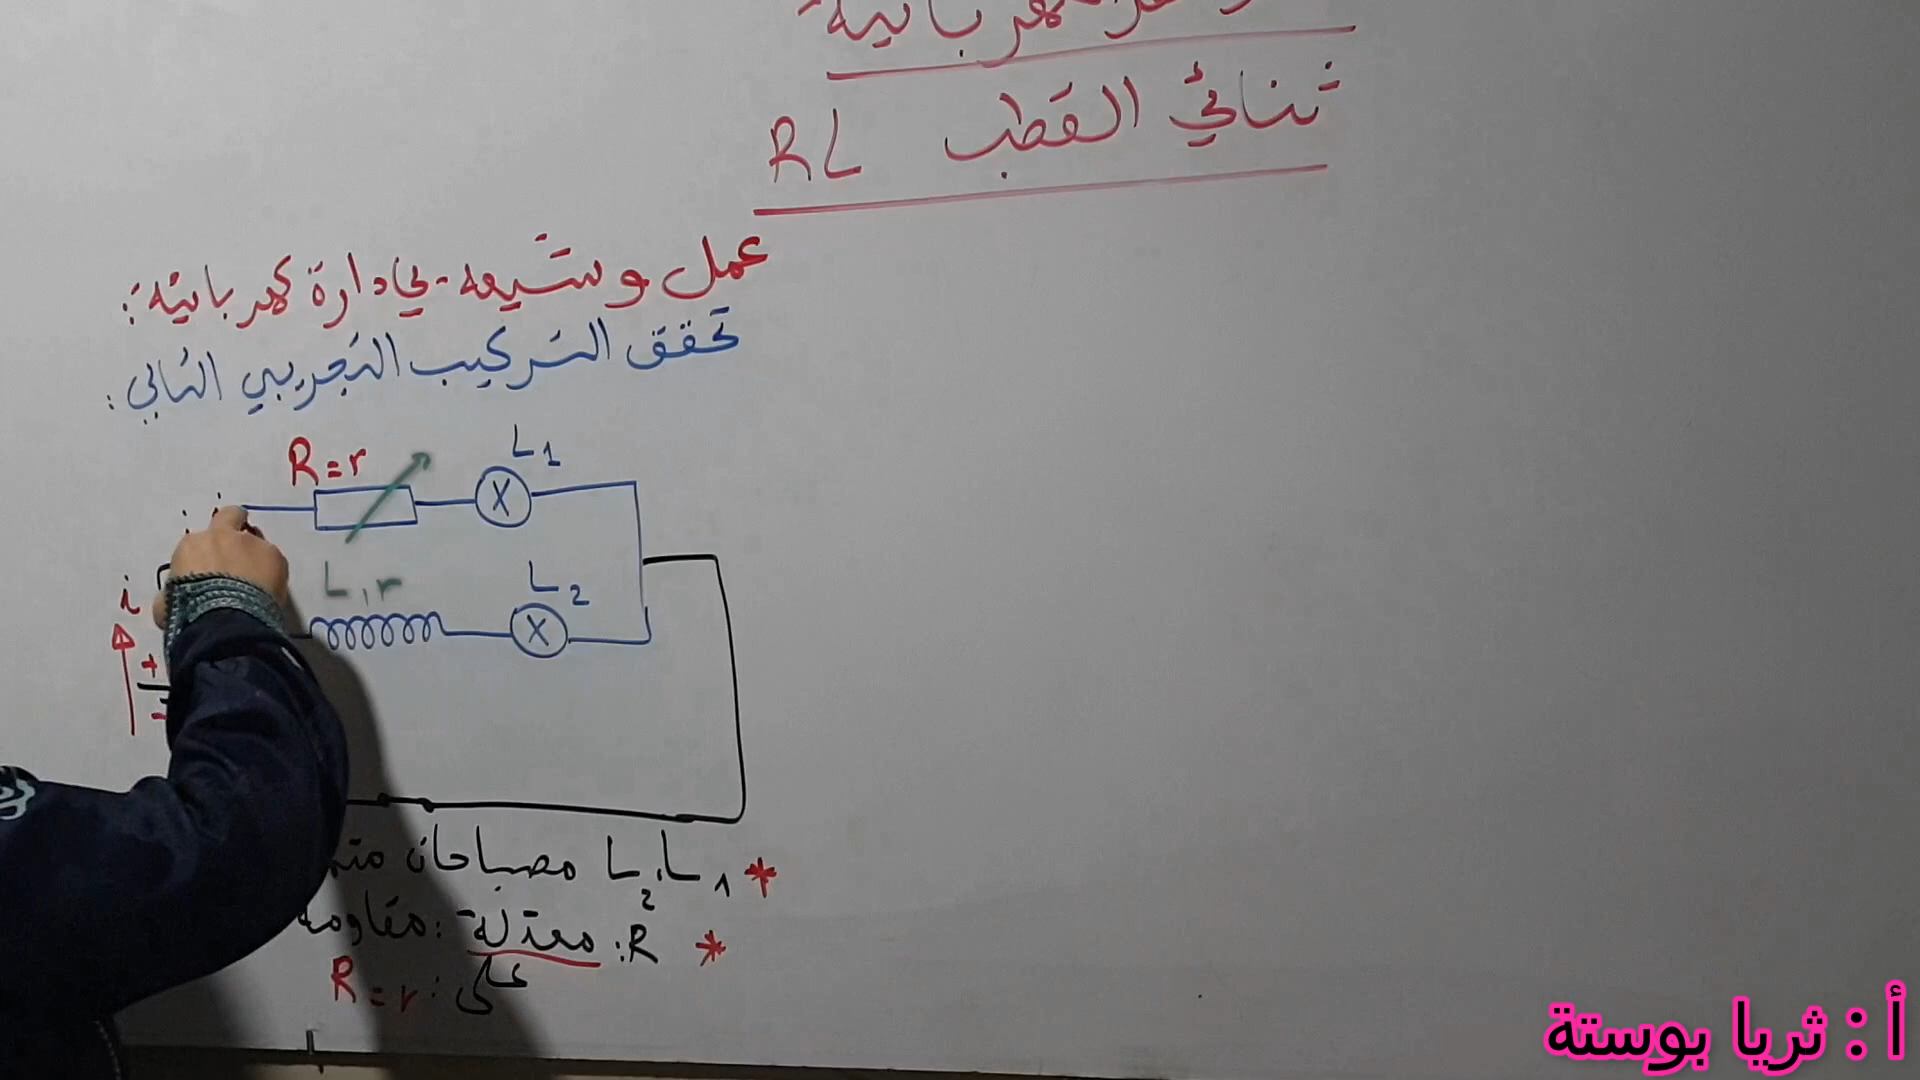 ثنائي القطب RL
عمل وشيعة في دارة كهربائية:
نحقق التركيب التجريبي التالي:
R=r
L1
i
L,r
L2
X
X
i
+
-
* L1, L2 مصباحان
* R: معدلة: مقاومة
على: R=r
أ : ثريا بوستة